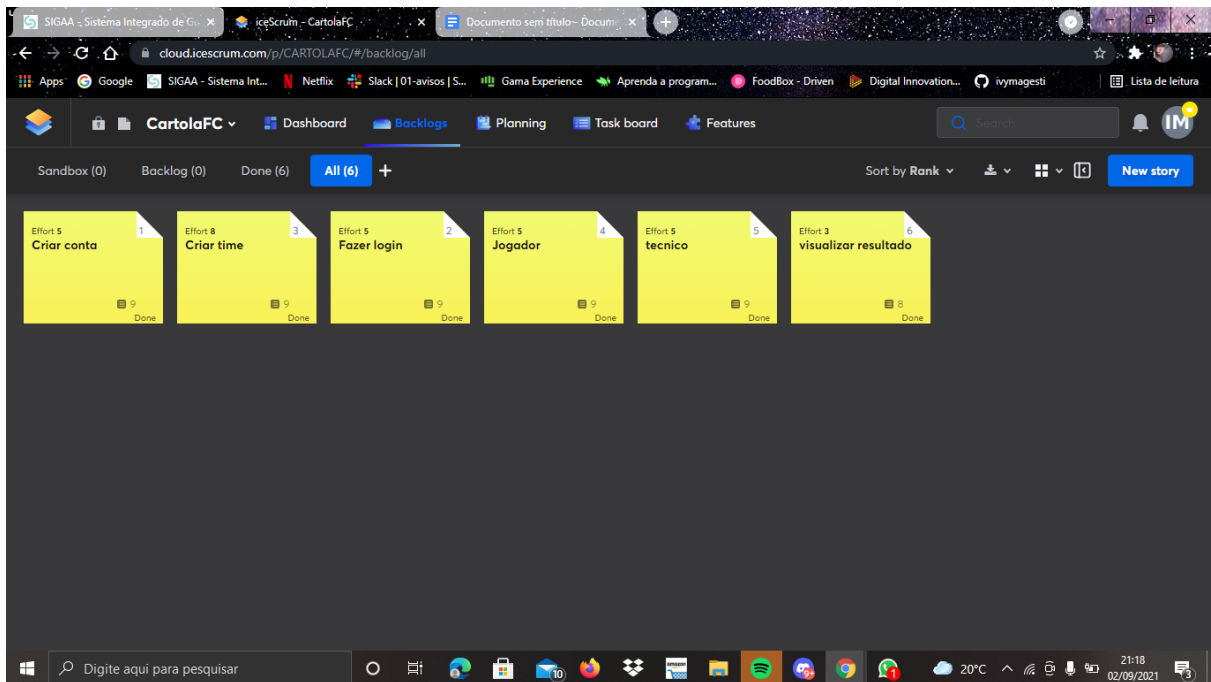 SIGAA - Sistema Integrado de Ge
iceScrum - CartolaFC
Documento sem título - Docume
cloud.icescrum.com/p/CARTOLAFC/#/backlog/all
Apps Google SIGAA - Sistema Int... Netflix Slack | 01-avisos | S... Gama Experience Aprenda a program... FoodBox - Driven Digital Innovation... ivymagesti Lista de leitura
CartolaFC Dashboard Backlogs Planning Task board Features Search IM
Sandbox (0) Backlog (0) Done (6) All (6) + Sort by Rank New story
Effort 5 1
Criar conta
9
Done
Effort 8 3
Criar time
9
Done
Effort 5 2
Fazer login
9
Done
Effort 5 4
Jogador
9
Done
Effort 5 5
tecnico
9
Done
Effort 3 6
visualizar resultado
8
Done
Digite aqui para pesquisar
10
amazon
1
20°C
21:18
02/09/2021
3